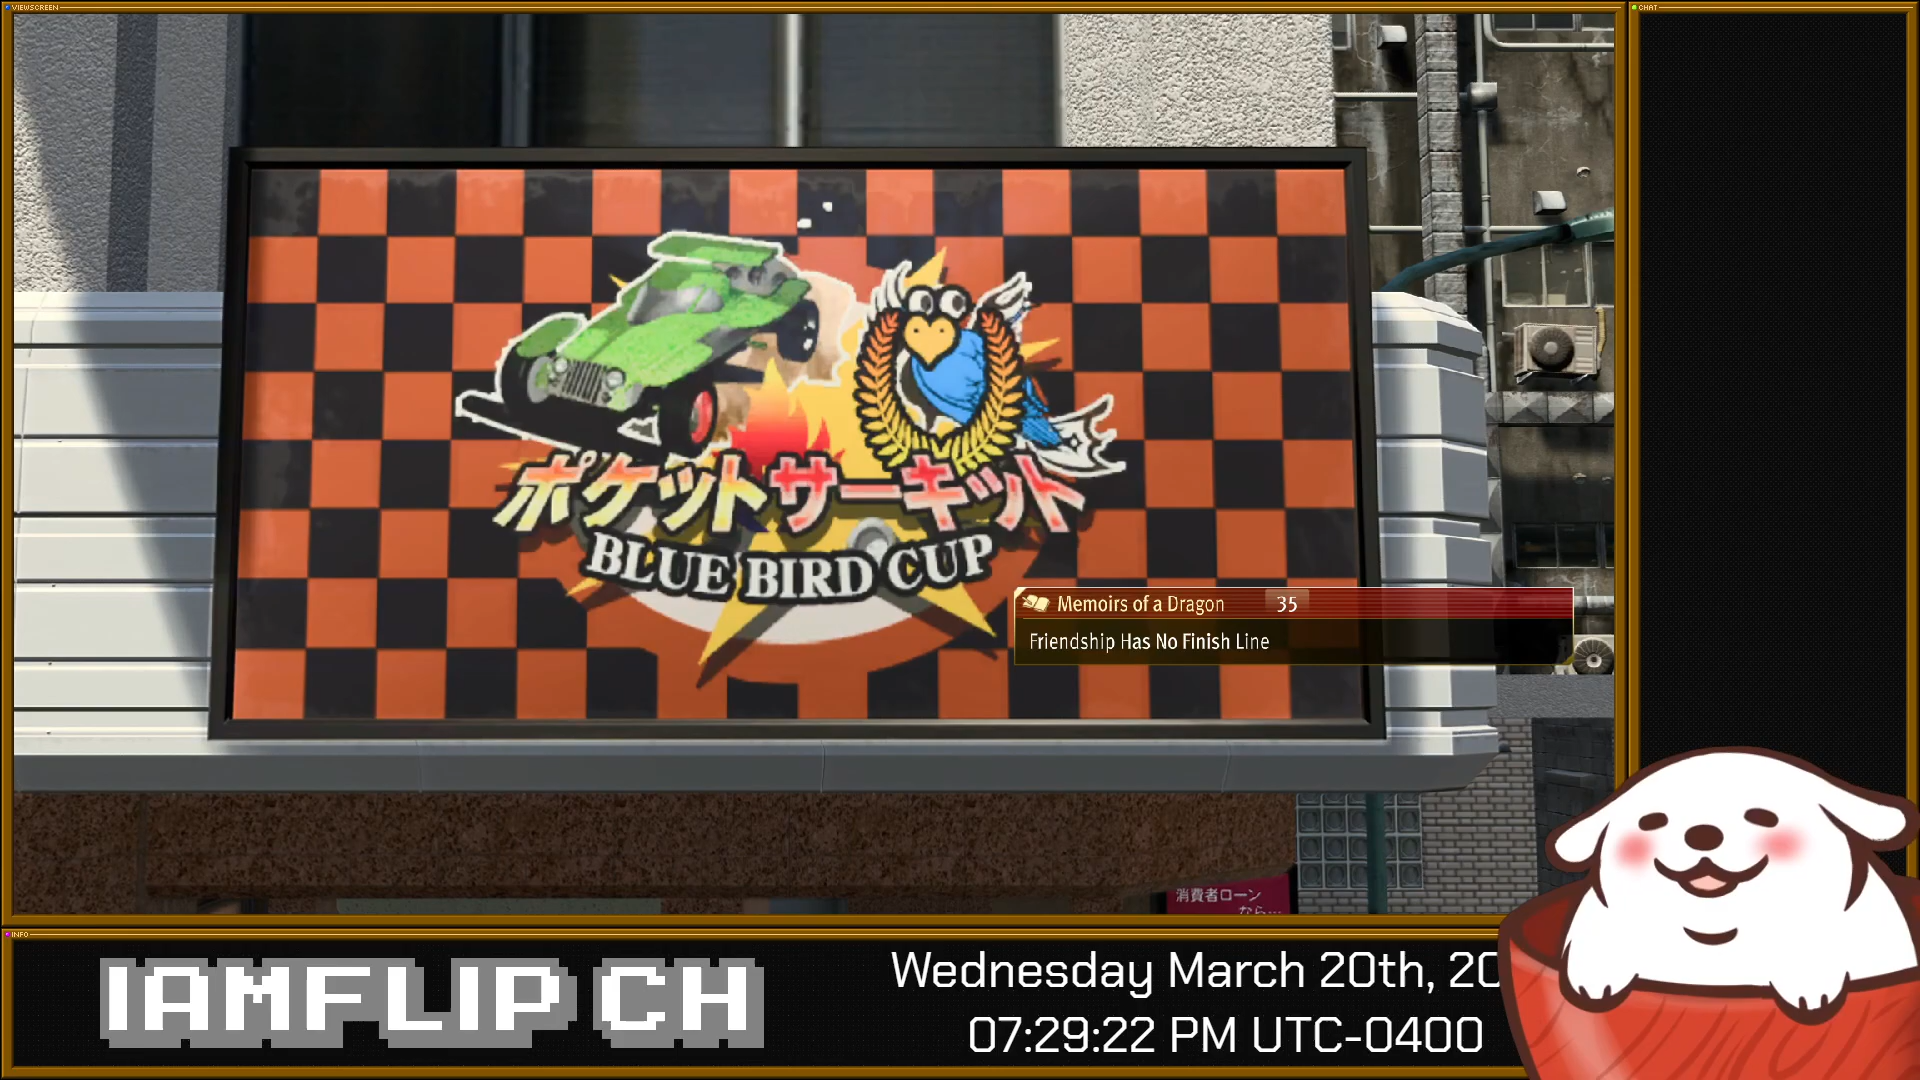 VIEWSCREEN
CHAT
ポケットサーキット
BLUE BIRD CUP
Memoirs of a Dragon 35
Friendship Has No Finish Line
消費者ローン
なら...
INFO
IAMFLIP CH
Wednesday March 20th, 20
07:29:22 PM UTC-0400